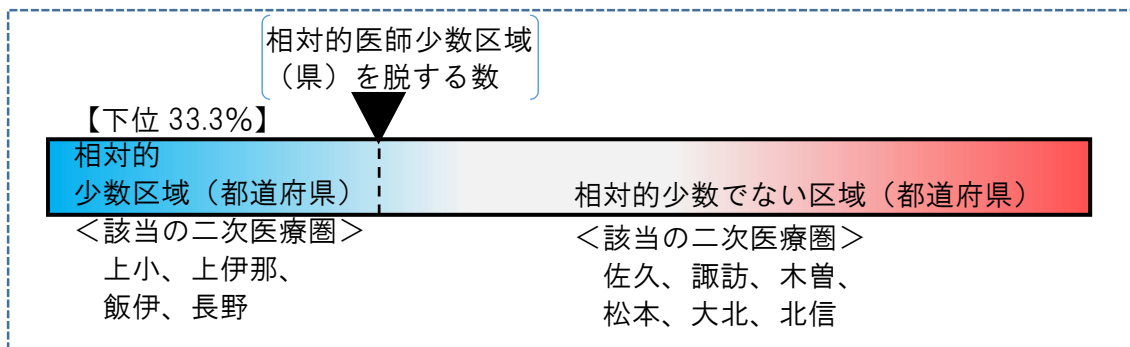 相対的医師少数区域
（県）を脱する数
【下位 33.3%】
相対的
少数区域（都道府県）
相対的少数でない区域（都道府県）
＜該当の二次医療圏＞
上小、上伊那、
飯伊、長野
＜該当の二次医療圏＞
佐久、諏訪、木曽、
松本、大北、北信